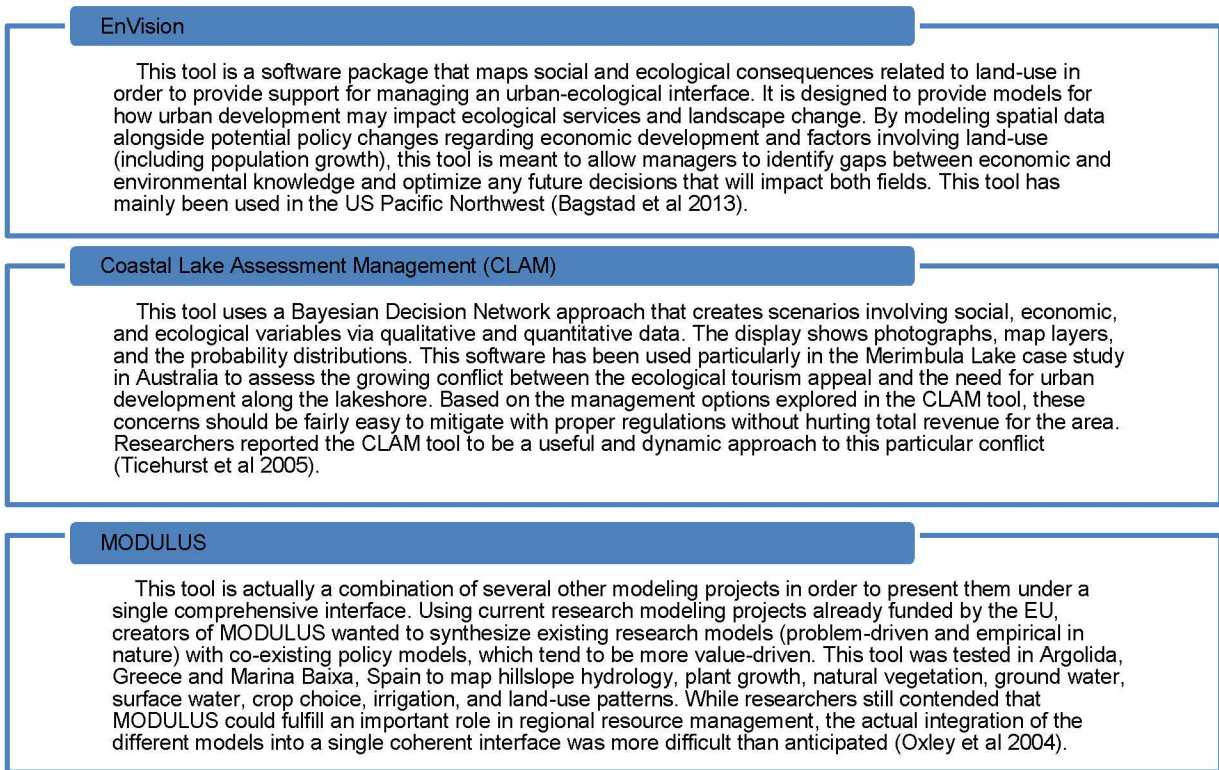 EnVision
This tool is a software package that maps social and ecological consequences related to land-use in
order to provide support for managing an urban-ecological interface. It is designed to provide models for
how urban development may impact ecological services and landscape change. By modeling spatial data
alongside potential policy changes regarding economic development and factors involving land-use
(including population growth), this tool is meant to allow managers to identify gaps between economic and
environmental knowledge and optimize any future decisions that will impact both fields. This tool has
mainly been used in the US Pacific Northwest (Bagstad et al 2013).
Coastal Lake Assessment Management (CLAM)
This tool uses a Bayesian Decision Network approach that creates scenarios involving social, economic,
and ecological variables via qualitative and quantitative data. The display shows photographs, map layers,
and the probability distributions. This software has been used particularly in the Merimbula Lake case study
in Australia to assess the growing conflict between the ecological tourism appeal and the need for urban
development along the lakeshore. Based on the management options explored in the CLAM tool, these
concerns should be fairly easy to mitigate with proper regulations without hurting total revenue for the area.
Researchers reported the CLAM tool to be a useful and dynamic approach to this particular conflict
(Ticehurst et al 2005).
MODULUS
This tool is actually a combination of several other modeling projects in order to present them under a
single comprehensive interface. Using current research modeling projects already funded by the EU,
creators of MODULUS wanted to synthesize existing research models (problem-driven and empirical in
nature) with co-existing policy models, which tend to be more value-driven. This tool was tested in Argolida,
Greece and Marina Baixa, Spain to map hillslope hydrology, plant growth, natural vegetation, ground water,
surface water, crop choice, irrigation, and land-use patterns. While researchers still contended that
MODULUS could fulfill an important role in regional resource management, the actual integration of the
different models into a single coherent interface was more difficult than anticipated (Oxley et al 2004).